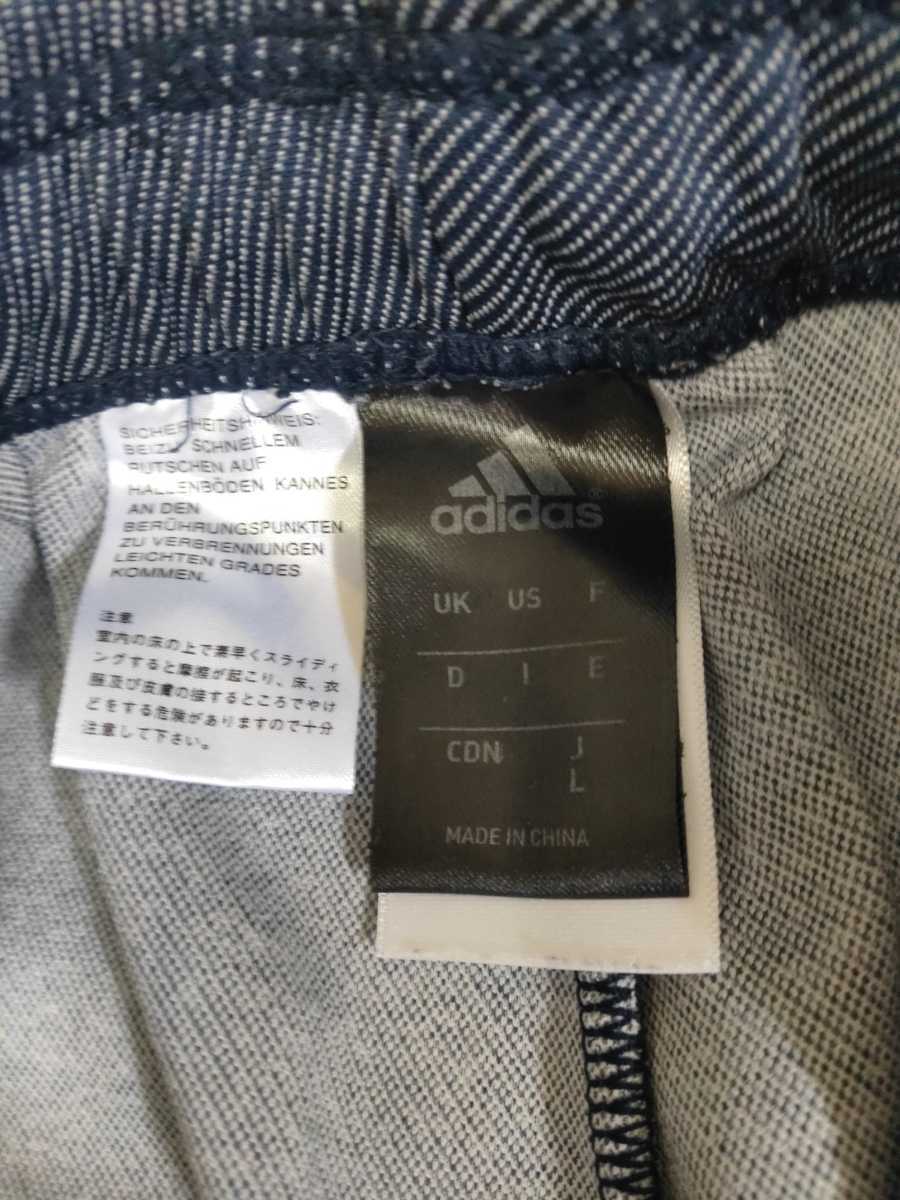 SICHERHEITSHINWEIS:
BEIZU SCHNELLEM
RUTSCHEN AUF
HALLENBÖDEN KANNES
AN DEN
BERÜHRUNGSPUNKTEN
ZU VERBRENNUNGEN
LEICHTEN GRADES
KOMMEN.
注意
室内の床の上で素早くスライディ
ングすると摩擦が起こり、床、衣
服及び皮膚の接するところでやけ
どをする危険がありますので十分
注意して下さい。
adidas®
UK US F
D I E
CDN J
L
MADE IN CHINA